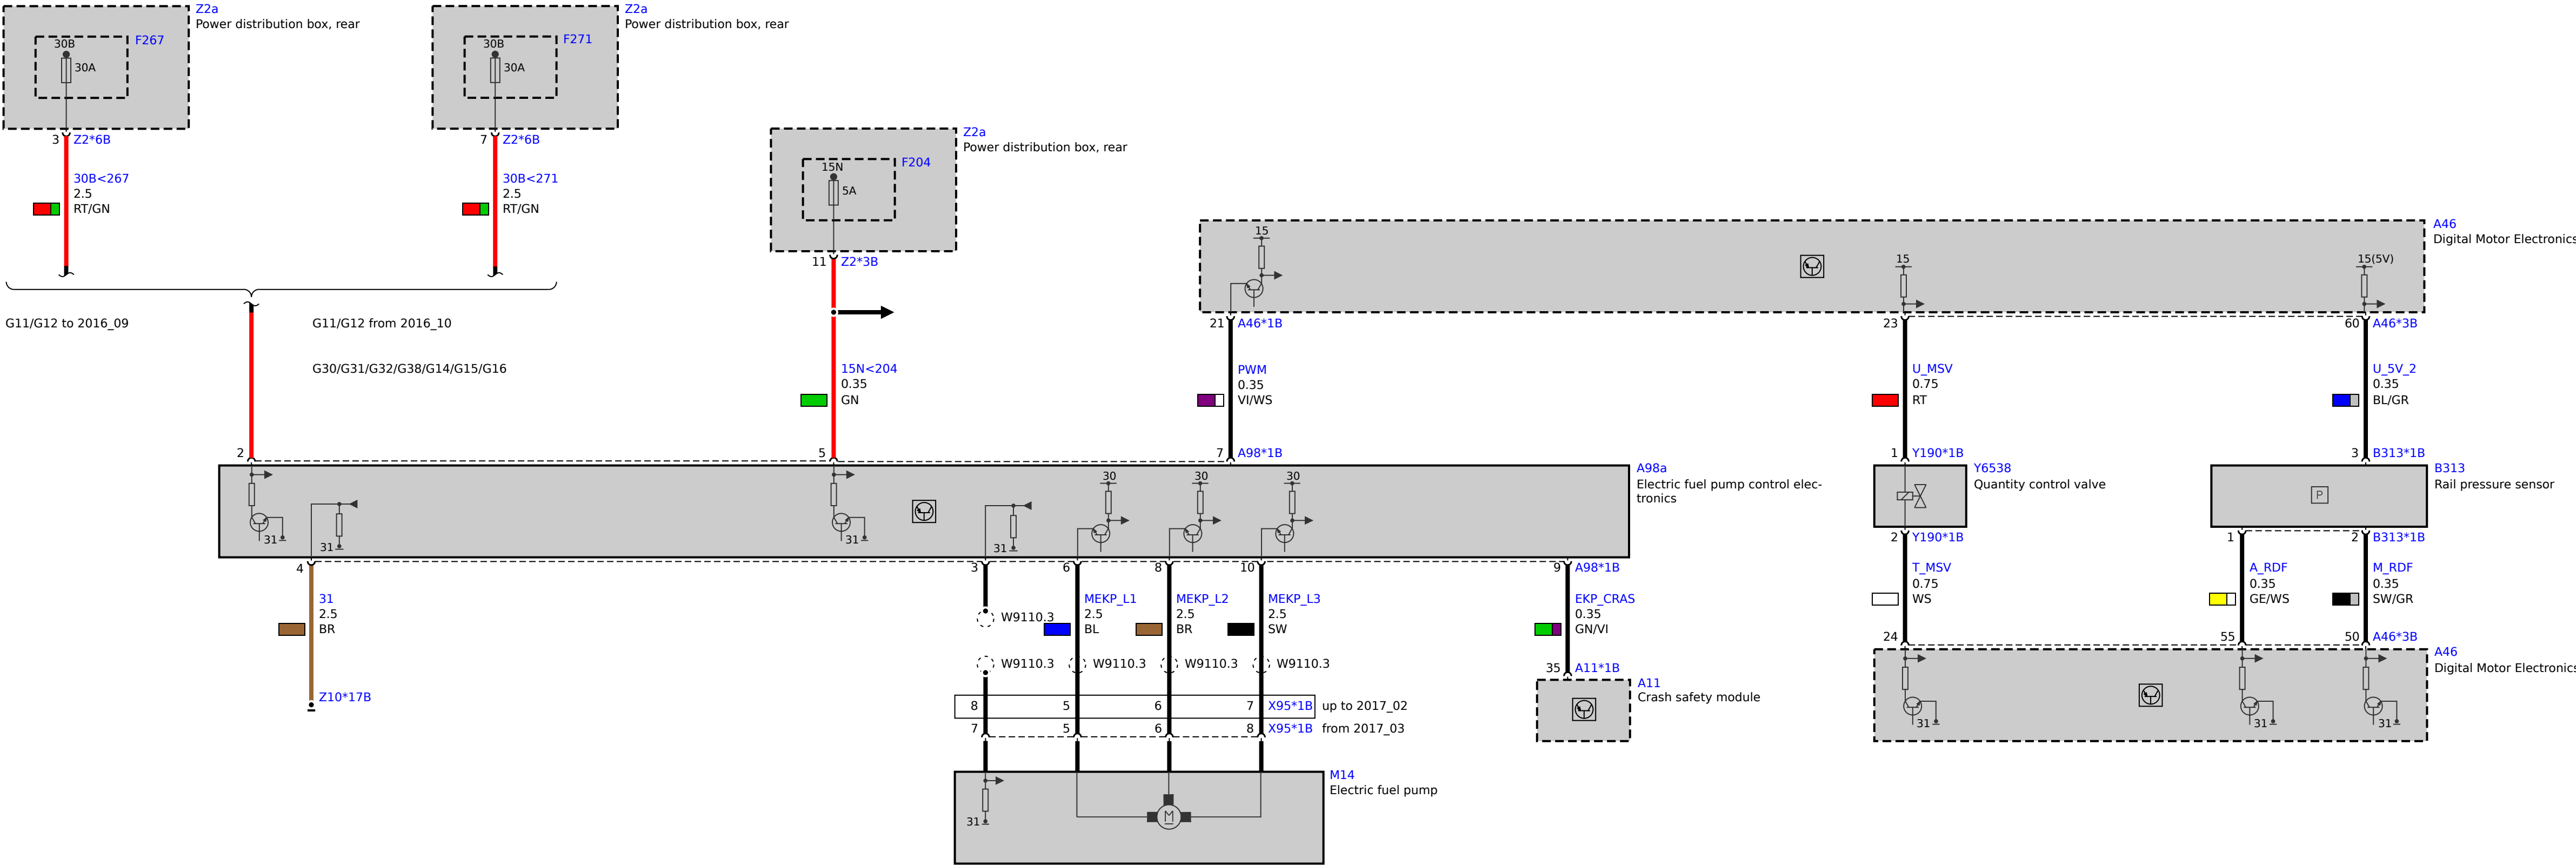 Z2a
Power distribution box, rear
30B
F267
30A
3 Z2*6B
30B<267
2.5
RT/GN
Z2a
Power distribution box, rear
30B
F271
30A
7 Z2*6B
30B<271
2.5
RT/GN
G11/G12 to 2016_09
G11/G12 from 2016_10
G30/G31/G32/G38/G14/G15/G16
Z2a
Power distribution box, rear
15N
F204
5A
11 Z2*3B
15N<204
0.35
GN
A46
Digital Motor Electronics
15
15
15(5V)
21 A46*1B
23
60 A46*3B
PWM
0.35
VI/WS
U_MSV
0.75
RT
U_5V_2
0.35
BL/GR
2
5
7 A98*1B
1 Y190*1B
3 B313*1B
A98a
Electric fuel pump control elec-
tronics
31
31
31
31
30
30
30
Y6538
Quantity control valve
B313
Rail pressure sensor
P
4
3
6
8
10
9 A98*1B
2 Y190*1B
1
2 B313*1B
31
2.5
BR
Z10*17B
W9110.3
MEKP_L1
2.5
BL
MEKP_L2
2.5
BR
MEKP_L3
2.5
SW
EKP_CRAS
0.35
GN/VI
T_MSV
0.75
WS
A_RDF
0.35
GE/WS
M_RDF
0.35
SW/GR
W9110.3
W9110.3
W9110.3
W9110.3
8 5 6 7 X95*1B up to 2017_02
7 5 6 8 X95*1B from 2017_03
35 A11*1B
A11
Crash safety module
24
55
50 A46*3B
A46
Digital Motor Electronics
31
31
31
M14
Electric fuel pump
31
M